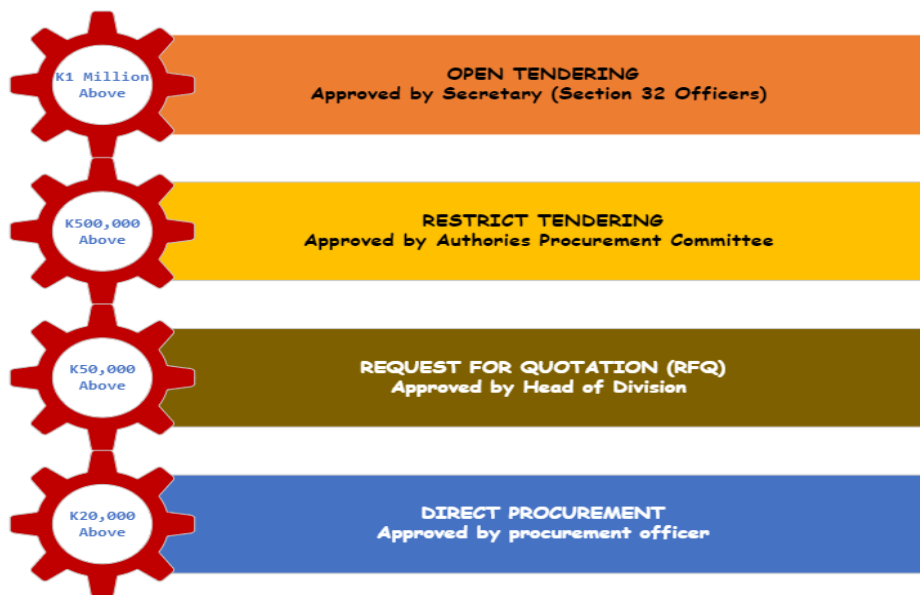 K1 Million
Above
OPEN TENDERING
Approved by Secretary (Section 32 Officers)
K500,000
Above
RESTRICT TENDERING
Approved by Authories Procurement Committee
K50,000
Above
REQUEST FOR QUOTATION (RFQ)
Approved by Head of Division
K20,000
Above
DIRECT PROCUREMENT
Approved by procurement officer